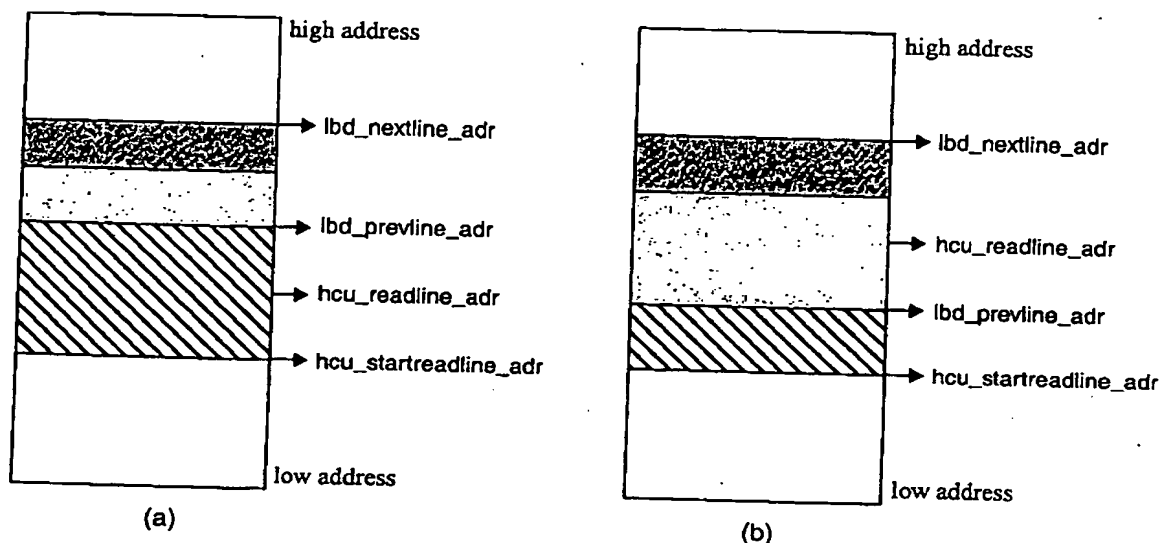 high address
lbd_nextline_adr
lbd_prevline_adr
hcu_readline_adr
hcu_startreadline_adr
low address
(a)
high address
lbd_nextline_adr
hcu_readline_adr
lbd_prevline_adr
hcu_startreadline_adr
low address
(b)